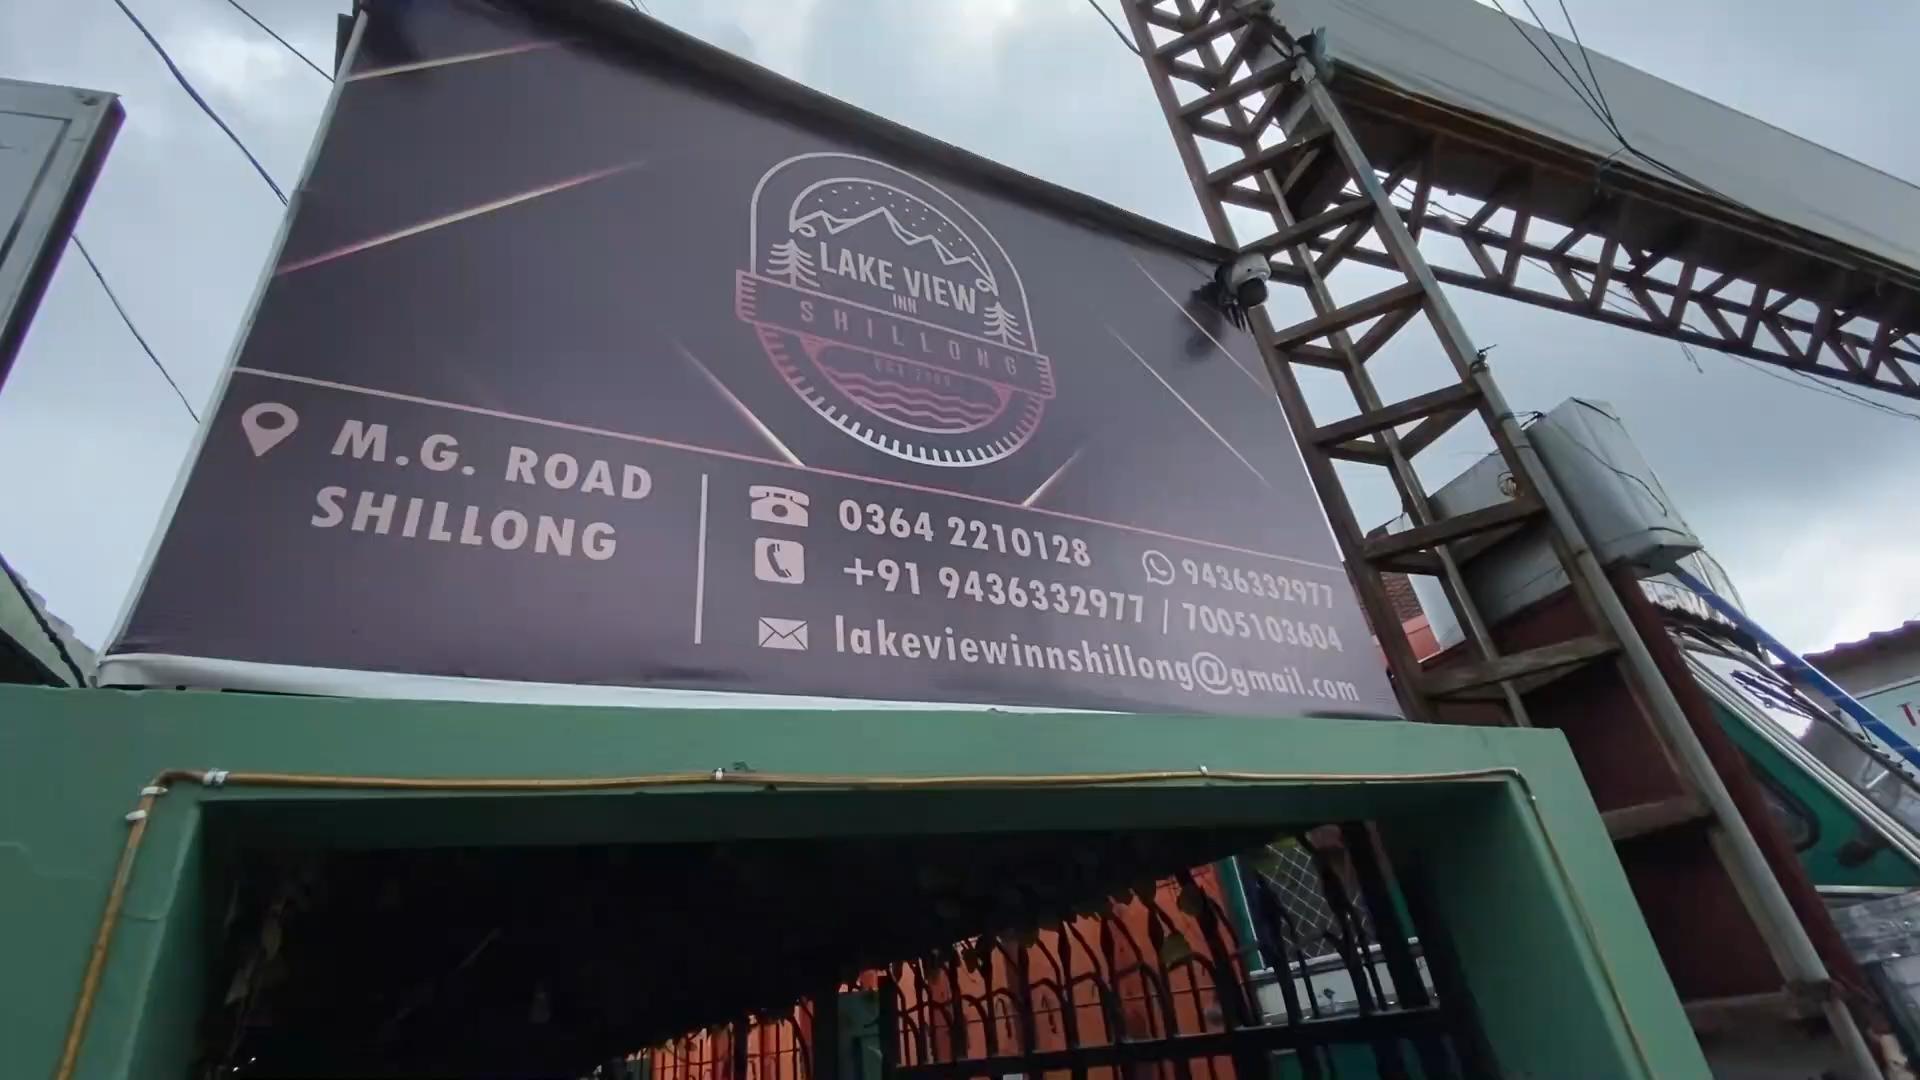 LAKE VIEW
INN
SHILLONG
M.G. ROAD
SHILLONG
0364 2210128
9436332977
+91 9436332977 / 7005103604
lakeviewinnshillong@gmail.com